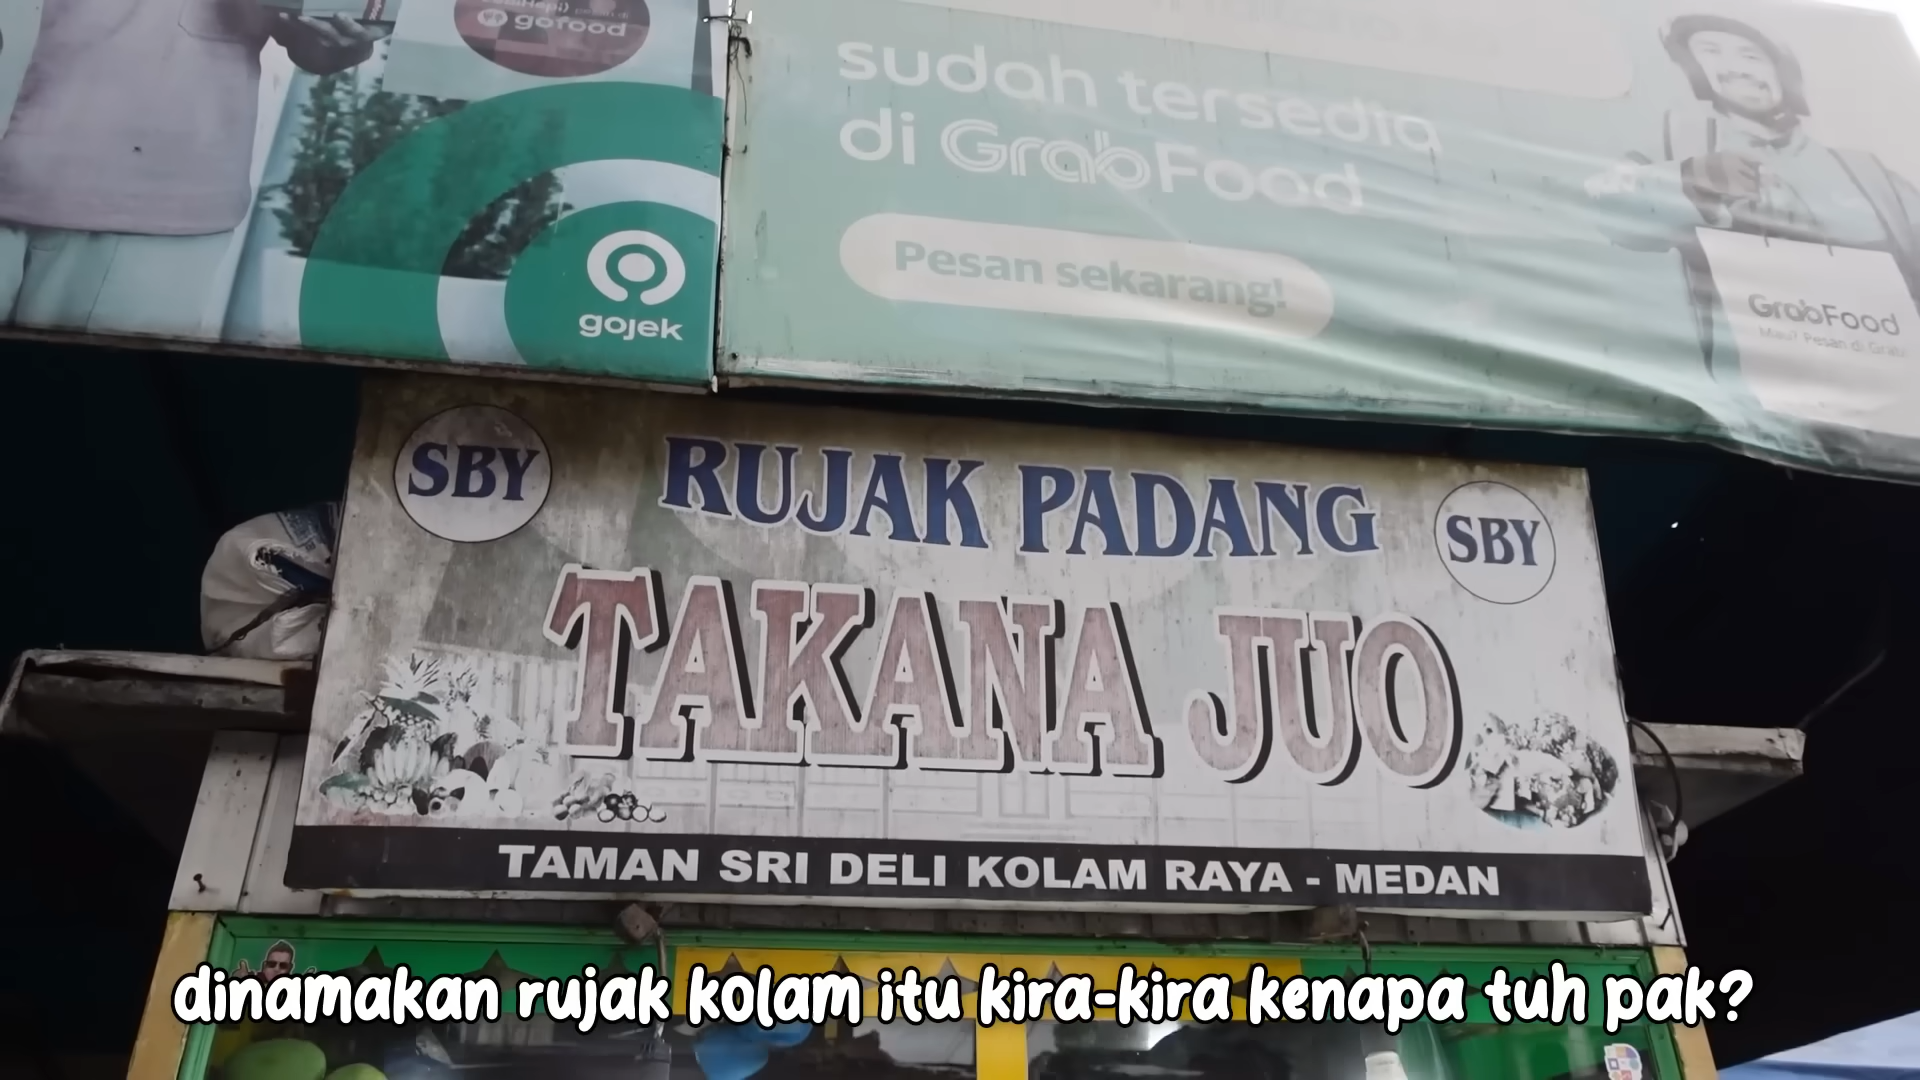 gofood
gojek
sudah tersedia
di GrabFood
Pesan sekarang!
GrabFood
SBY
RUJAK PADANG
SBY
TAKANA JUO
TAMAN SRI DELI KOLAM RAYA - MEDAN
dinamakan rujak kolam itu kira-kira kenapa tuh pak?